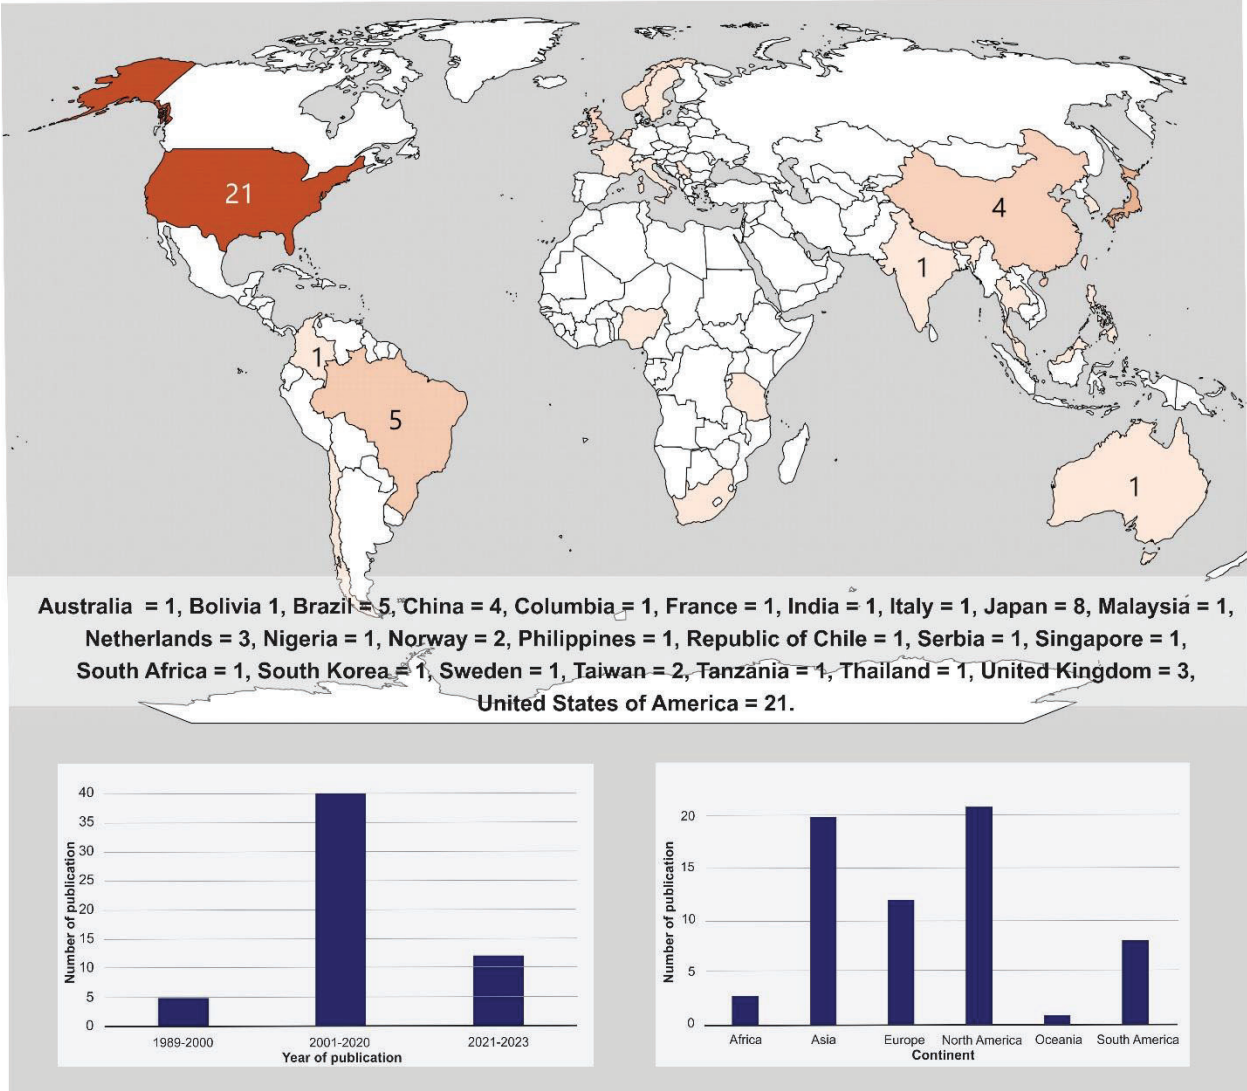 21
4
1
1
5
1
Australia = 1, Bolivia 1, Brazil = 5, China = 4, Columbia = 1, France = 1, India = 1, Italy = 1, Japan = 8, Malaysia = 1,
Netherlands = 3, Nigeria = 1, Norway = 2, Philippines = 1, Republic of Chile = 1, Serbia = 1, Singapore = 1,
South Africa = 1, South Korea = 1, Sweden = 1, Taiwan = 2, Tanzania = 1, Thailand = 1, United Kingdom = 3,
United States of America = 21.
Number of publication
40
35
30
25
20
15
10
5
0
1989-2000
2001-2020
2021-2023
Year of publication
Number of publication
20
15
10
5
0
Africa
Asia
Europe
North America
Oceania
South America
Continent